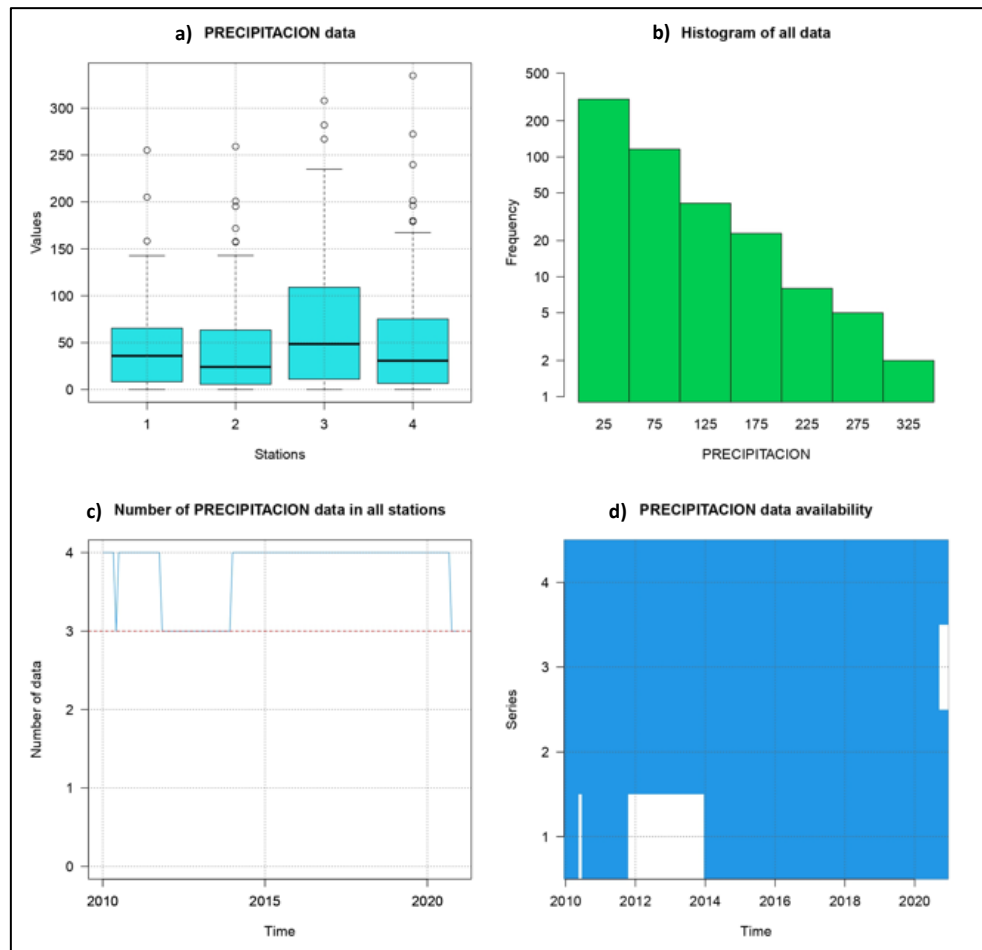 a) PRECIPITACION data
300
250
200
150
100
50
0
Values
1 2 3 4
Stations
b) Histogram of all data
500
200
100
50
20
10
5
2
1
Frequency
25 75 125 175 225 275 325
PRECIPITACION
c) Number of PRECIPITACION data in all stations
4
3
2
1
0
Number of data
2010 2015 2020
Time
d) PRECIPITACION data availability
4
3
2
1
Series
2010 2012 2014 2016 2018 2020
Time